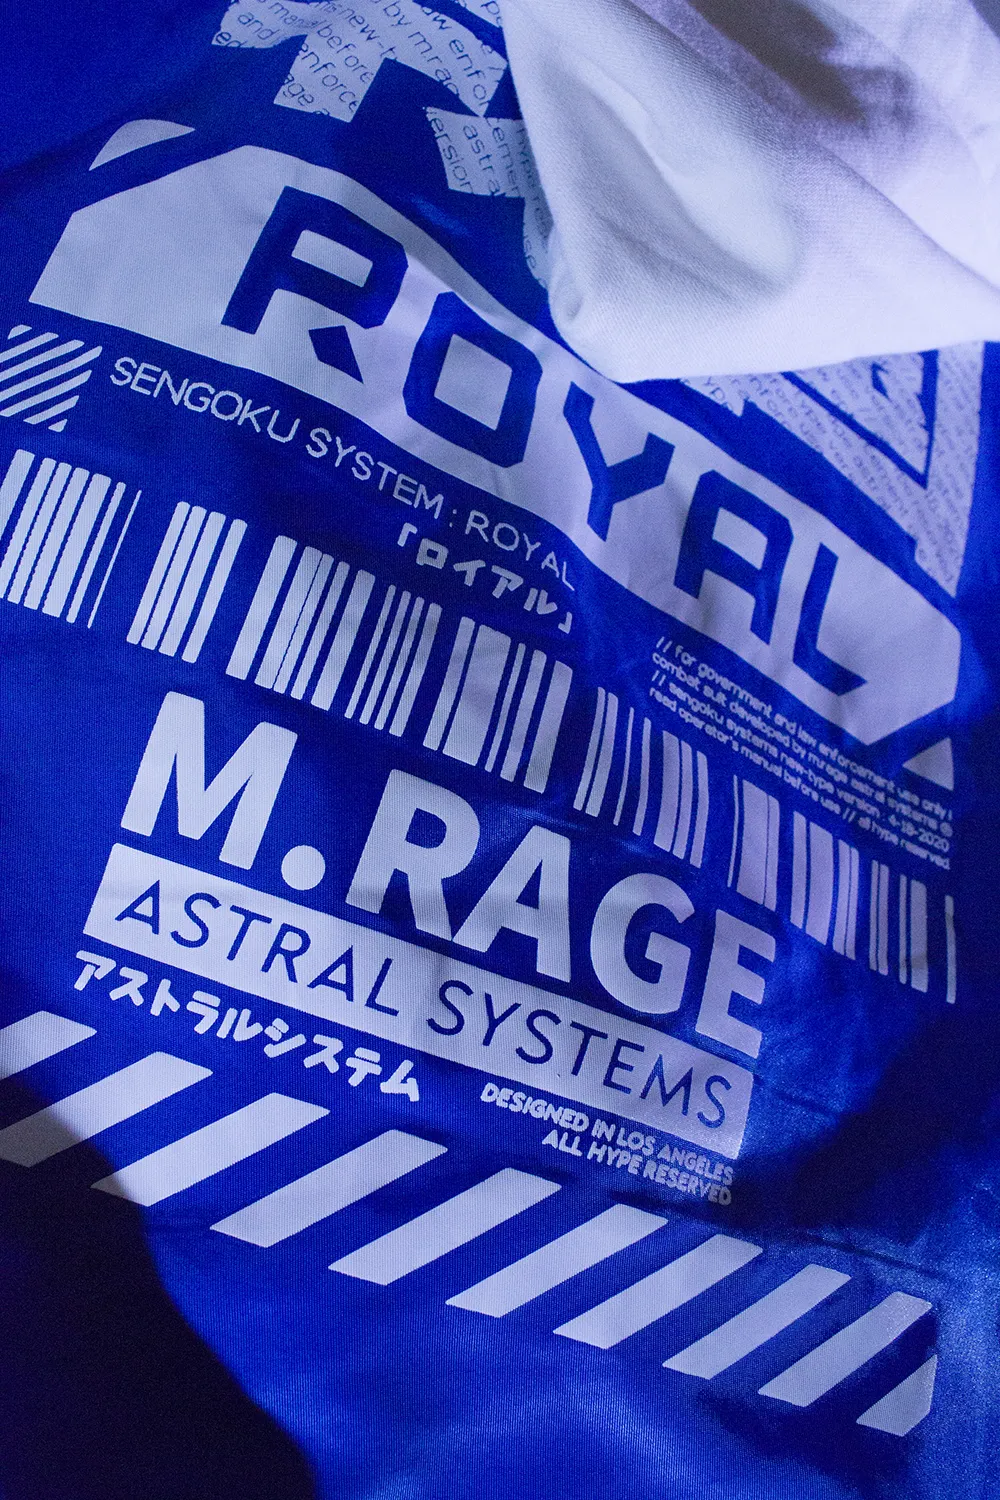 ROYAL
SENGOKU SYSTEM : ROYAL
「ロイアル」
// for government and law enforcement use only!
combat suit developed by m.rage astral systems ©
// sengoku systems new-type version : 4-18-2020
read operator's manual before use // all hype reserved
M.RAGE
ASTRAL SYSTEMS
アストラルシステム
DESIGNED IN LOS ANGELES
ALL HYPE RESERVED